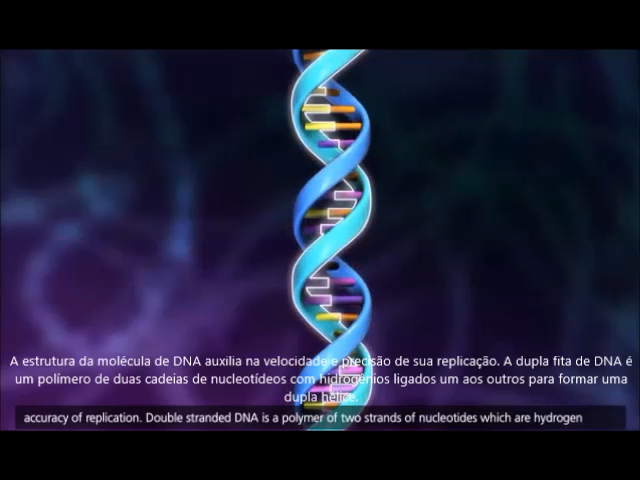 A estrutura da molécula de DNA auxilia na velocidade e precisão de sua replicação. A dupla fita de DNA é
um polímero de duas cadeias de nucleotídeos com hidrogênios ligados um aos outros para formar uma
dupla hélice.
accuracy of replication. Double stranded DNA is a polymer of two strands of nucleotides which are hydrogen